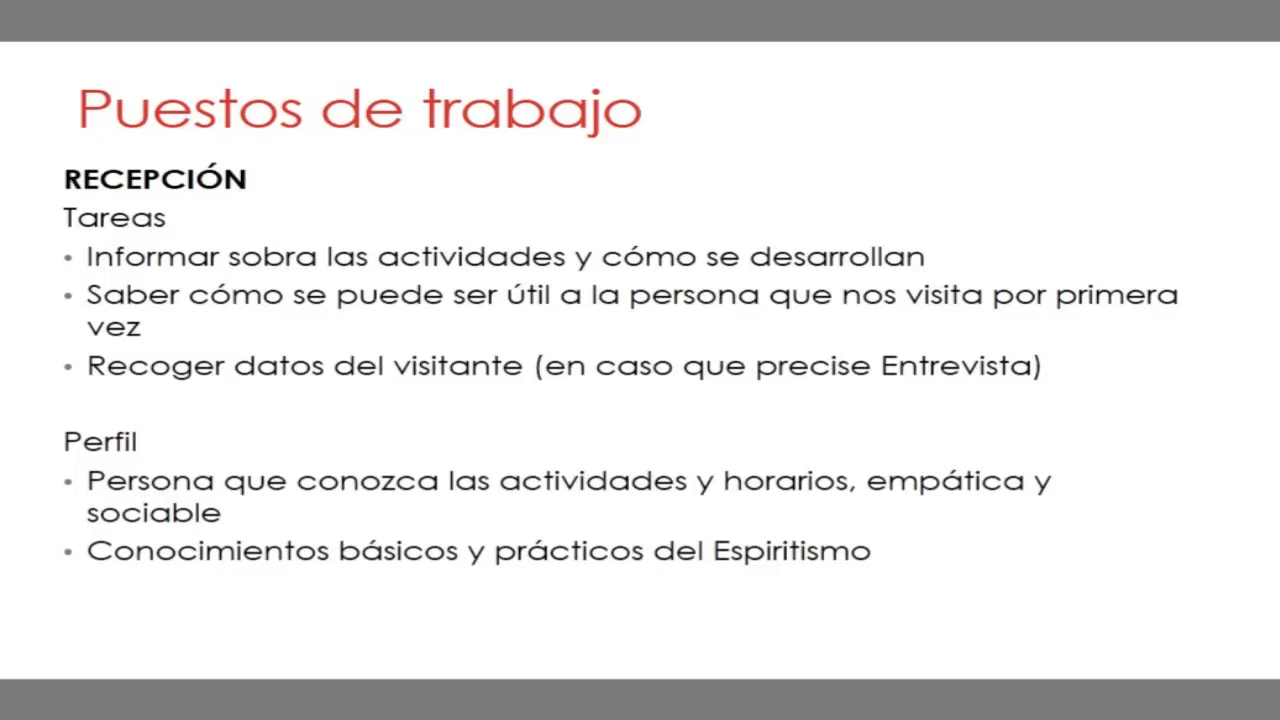 Puestos de trabajo
RECEPCIÓN
Tareas
• Informar sobra las actividades y cómo se desarrollan
• Saber cómo se puede ser útil a la persona que nos visita por primera
vez
• Recoger datos del visitante (en caso que precise Entrevista)
Perfil
• Persona que conozca las actividades y horarios, empática y
sociable
• Conocimientos básicos y prácticos del Espiritismo